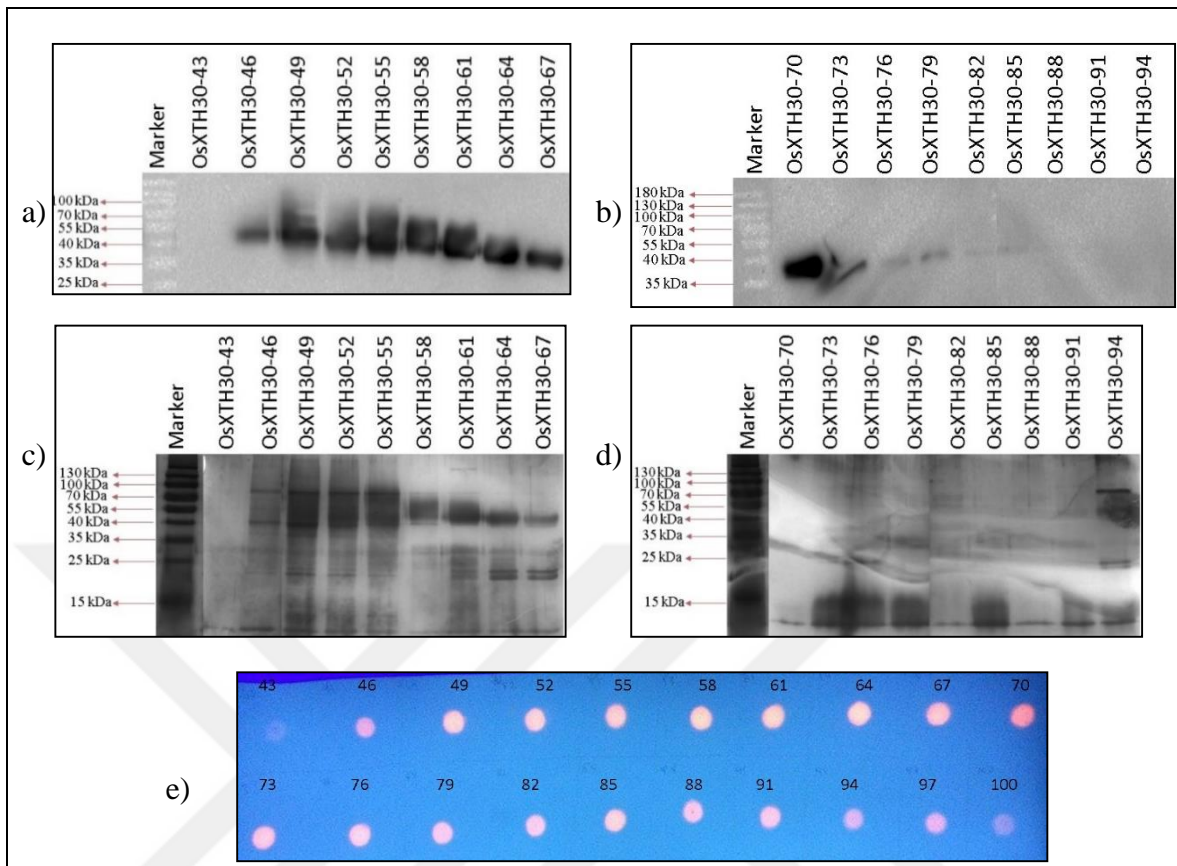 a)
Marker OsXTH30-43 OsXTH30-46 OsXTH30-49 OsXTH30-52 OsXTH30-55 OsXTH30-58 OsXTH30-61 OsXTH30-64 OsXTH30-67
100 kDa
70 kDa
55 kDa
40 kDa
35 kDa
25 kDa
b)
Marker OsXTH30-70 OsXTH30-73 OsXTH30-76 OsXTH30-79 OsXTH30-82 OsXTH30-85 OsXTH30-88 OsXTH30-91 OsXTH30-94
180 kDa
130 kDa
100 kDa
70 kDa
55 kDa
40 kDa
35 kDa
c)
Marker OsXTH30-43 OsXTH30-46 OsXTH30-49 OsXTH30-52 OsXTH30-55 OsXTH30-58 OsXTH30-61 OsXTH30-64 OsXTH30-67
130 kDa
100 kDa
70 kDa
55 kDa
40 kDa
35 kDa
25 kDa
15 kDa
d)
Marker OsXTH30-70 OsXTH30-73 OsXTH30-76 OsXTH30-79 OsXTH30-82 OsXTH30-85 OsXTH30-88 OsXTH30-91 OsXTH30-94
130 kDa
100 kDa
70 kDa
55 kDa
40 kDa
35 kDa
25 kDa
15 kDa
e)
43 46 49 52 55 58 61 64 67 70
73 76 79 82 85 88 91 94 97 100